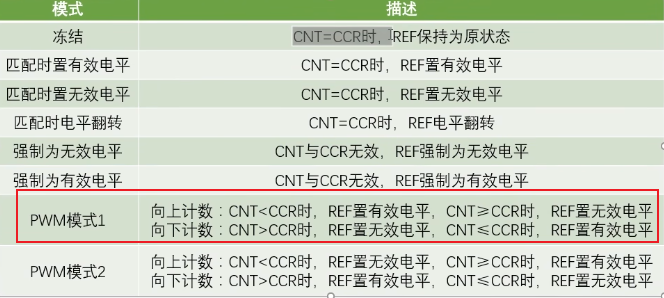 模式 描述
冻结 CNT=CCR时，REF保持为原状态
匹配时置有效电平 CNT=CCR时，REF置有效电平
匹配时置无效电平 CNT=CCR时，REF置无效电平
匹配时电平翻转 CNT=CCR时，REF电平翻转
强制为无效电平 CNT与CCR无效，REF强制为无效电平
强制为有效电平 CNT与CCR无效，REF强制为有效电平
PWM模式1 向上计数：CNT<CCR时，REF置有效电平，CNT≥CCR时，REF置无效电平
向下计数：CNT>CCR时，REF置无效电平，CNT≤CCR时，REF置有效电平
PWM模式2 向上计数：CNT<CCR时，REF置无效电平，CNT≥CCR时，REF置有效电平
向下计数：CNT>CCR时，REF置有效电平，CNT≤CCR时，REF置无效电平